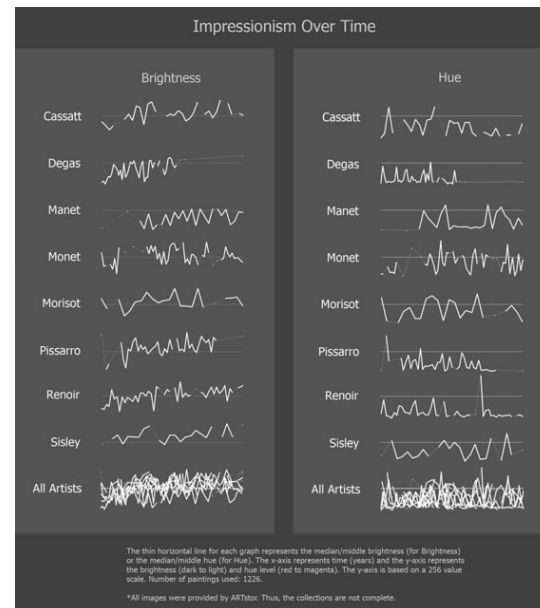 Impressionism Over Time
Brightness
Cassatt
Degas
Manet
Monet
Morisot
Pissarro
Renoir
Sisley
All Artists
Hue
Cassatt
Degas
Manet
Monet
Morisot
Pissarro
Renoir
Sisley
All Artists
The thin horizontal line for each graph represents the median/middle brightness (for Brightness)
or the median/middle hue (for Hue). The x-axis represents time (years) and the y-axis represents
the brightness (dark to light) and hue level (red to magenta). The y-axis is based on a 256 value
scale. Number of paintings used: 1226.
*All images were provided by ARTstor. Thus, the collections are not complete.